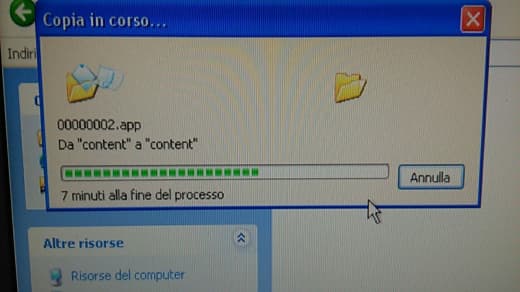 Copia in corso...
Indiri
00000002.app
Da "content" a "content"
Annulla
7 minuti alla fine del processo
Altre risorse
Risorse del computer